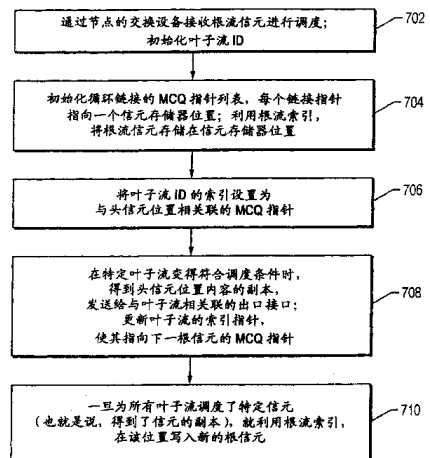 通过节点的交换设备接收根流信元进行调度；
初始化叶子流ID
702
初始化循环链接的MCQ指针列表，每个链接指针
指向一个信元存储器位置；利用根流索引，
将根流信元存储在信元存储器位置
704
将叶子流ID的索引设置为
与头信元位置相关联的MCQ指针
706
在特定叶子流变得符合调度条件时，
得到头信元位置内容的副本，
发送给与叶子流相关联的出口接口；
更新叶子流的索引指针，
使其指向下一根信元的MCQ指针
708
一旦为所有叶子流调度了特定信元
（也就是说，得到了信元的副本），就利用根流索引，
在该位置写入新的根信元
710